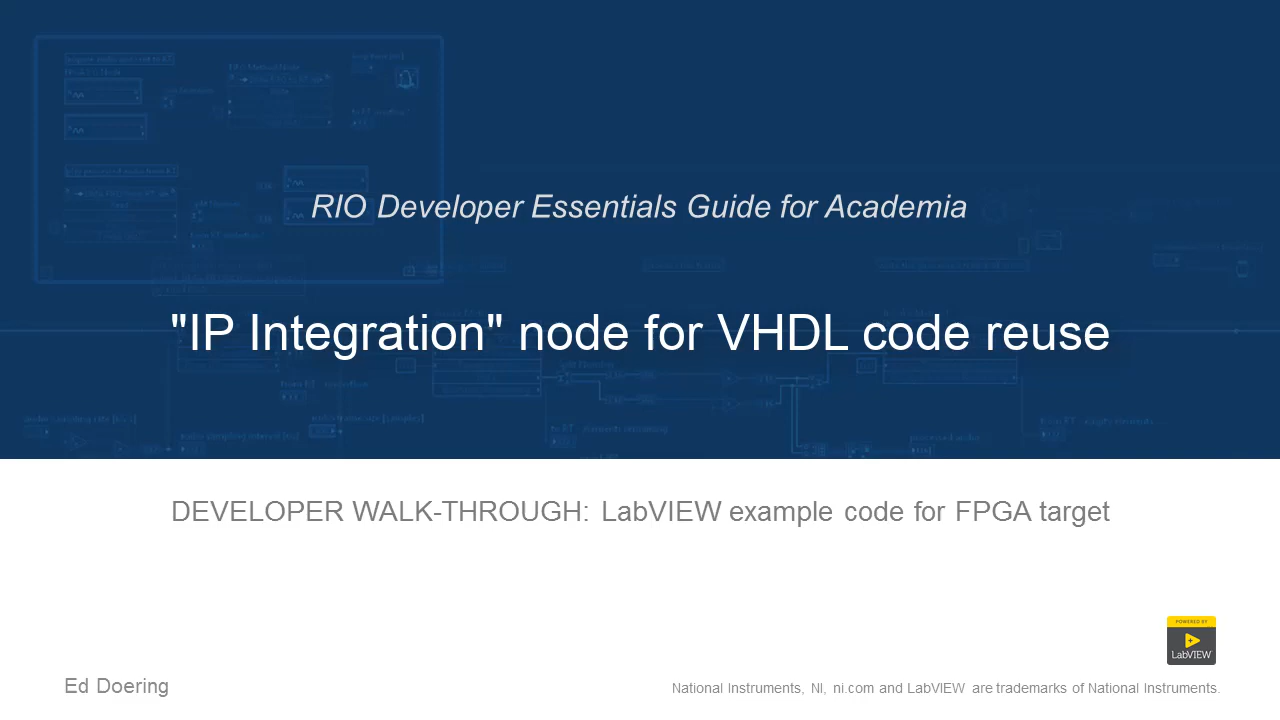 RIO Developer Essentials Guide for Academia
"IP Integration" node for VHDL code reuse
DEVELOPER WALK-THROUGH: LabVIEW example code for FPGA target
POWERED BY
LabVIEW
Ed Doering
National Instruments, NI, ni.com and LabVIEW are trademarks of National Instruments.